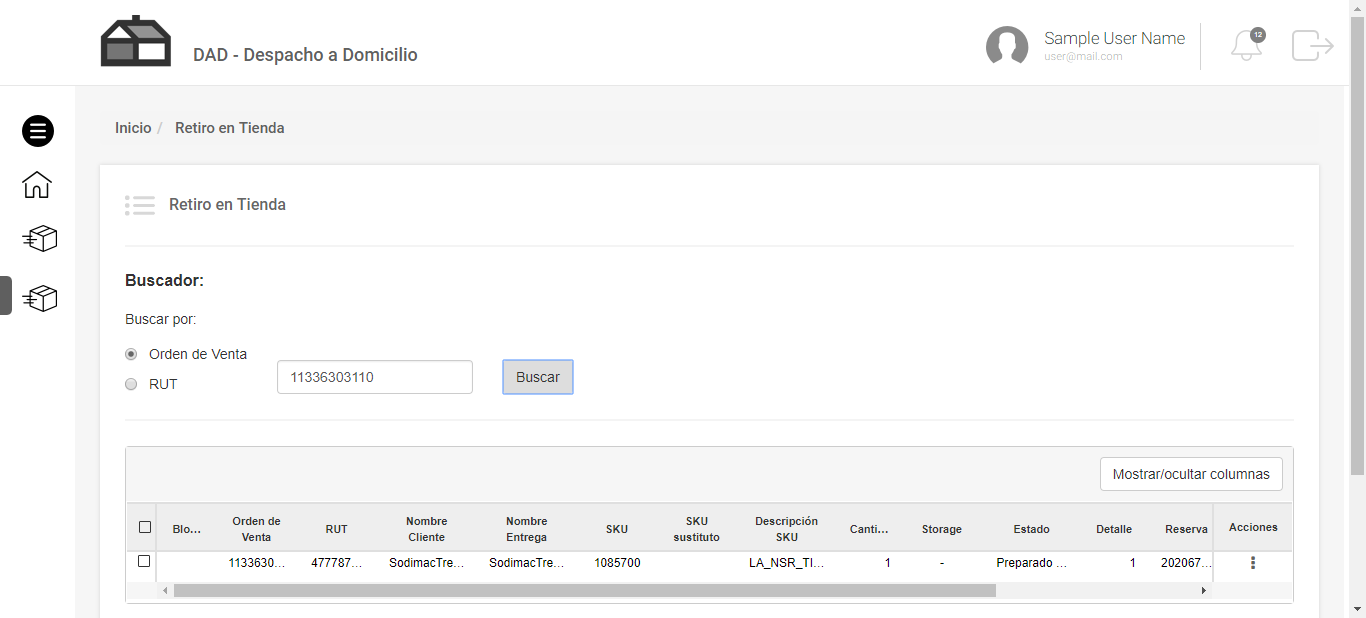 DAD - Despacho a Domicilio
Sample User Name
user@mail.com
12
Inicio / Retiro en Tienda
Retiro en Tienda
Buscador:
Buscar por:
Orden de Venta
RUT
11336303110
Buscar
Mostrar/ocultar columnas
Blo... Orden de Venta RUT Nombre Cliente Nombre Entrega SKU SKU sustituto Descripción SKU Canti... Storage Estado Detalle Reserva Acciones
1133630... 477787... SodimacTre... SodimacTre... 1085700 LA_NSR_TI... 1 - Preparado ... 1 202067...